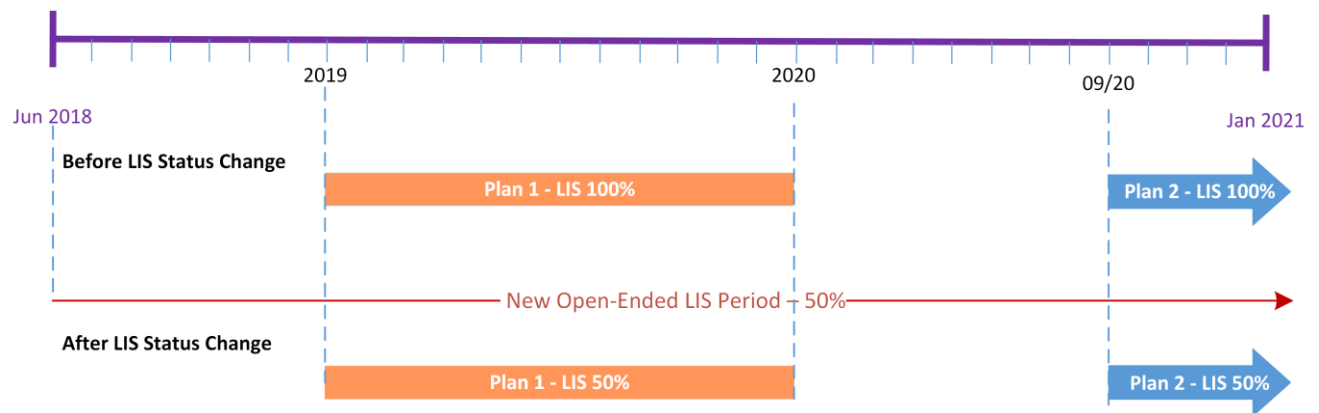 2019
2020
09/20
Jun 2018
Jan 2021
Before LIS Status Change
Plan 1 - LIS 100%
Plan 2 - LIS 100%
New Open-Ended LIS Period – 50%
After LIS Status Change
Plan 1 - LIS 50%
Plan 2 - LIS 50%